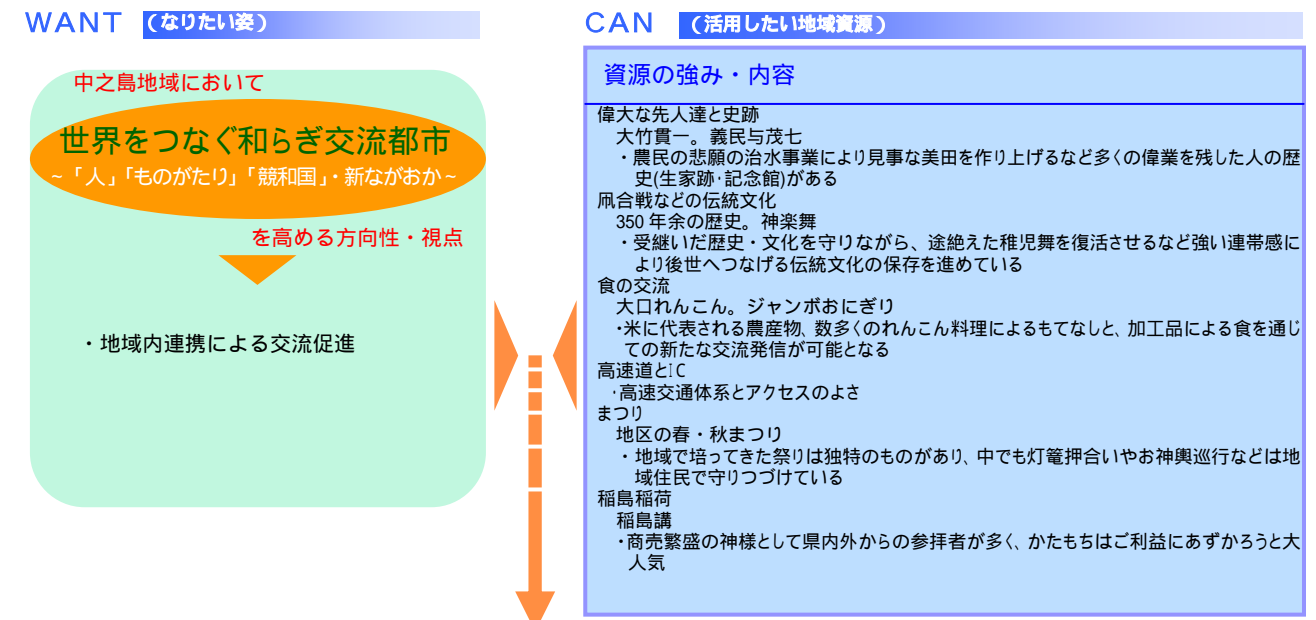 WANT (なりたい姿)
中之島地域において
世界をつなぐ和らぎ交流都市
~「人」「ものがたり」「競和国」・新ながおか~
を高める方向性・視点
・地域内連携による交流促進
CAN (活用したい地域資源)
資源の強み・内容
偉大な先人達と史跡
大竹貫一。義民与茂七
・農民の悲願の治水事業により見事な美田を作り上げるなど多くの偉業を残した人の歴
史(生家跡・記念館)がある
凧合戦などの伝統文化
350 年余の歴史。神楽舞
・受継いだ歴史・文化を守りながら、途絶えた稚児舞を復活させるなど強い連帯感に
より後世へつなげる伝統文化の保存を進めている
食の交流
大口れんこん。ジャンボおにぎり
・米に代表される農産物、数多くのれんこん料理によるもてなしと、加工品による食を通じ
ての新たな交流発信が可能となる
高速道とIC
・高速交通体系とアクセスのよさ
まつり
地区の春・秋まつり
・地域で培ってきた祭りは独特のものがあり、中でも灯篭押合いやお神輿巡行などは地
域住民で守りつづけている
稲島稲荷
稲島講
・商売繁盛の神様として県内外からの参拝者が多く、かたもちはご利益にあずかろうと大
人気